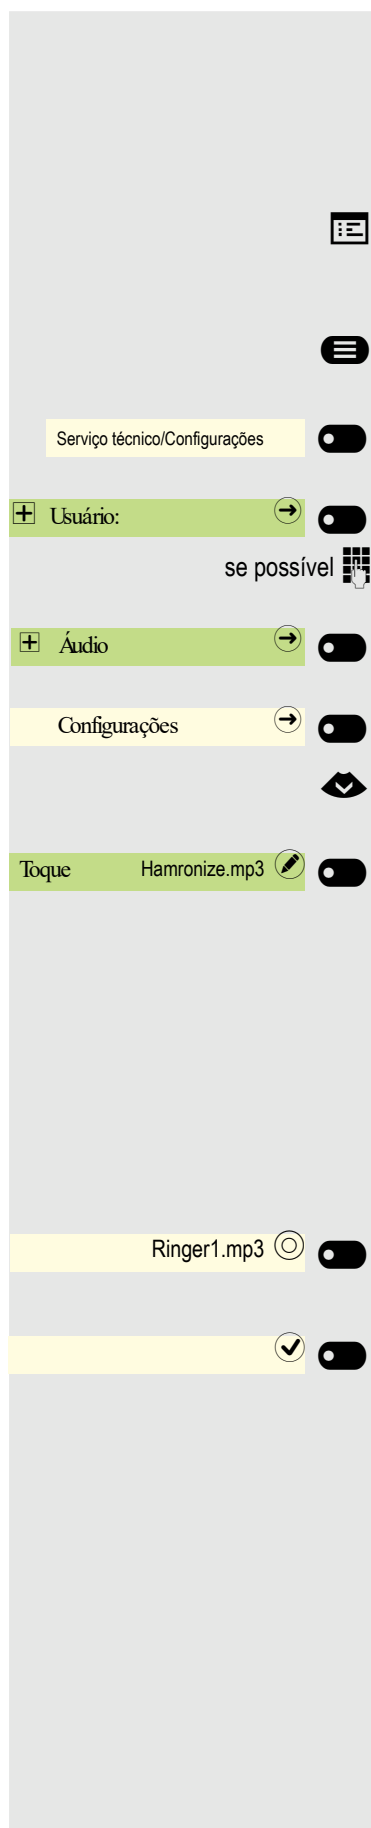 Serviço técnico/Configurações
Usuário:
se possível
Áudio
Configurações
Toque Hamronize.mp3
Ringer1.mp3